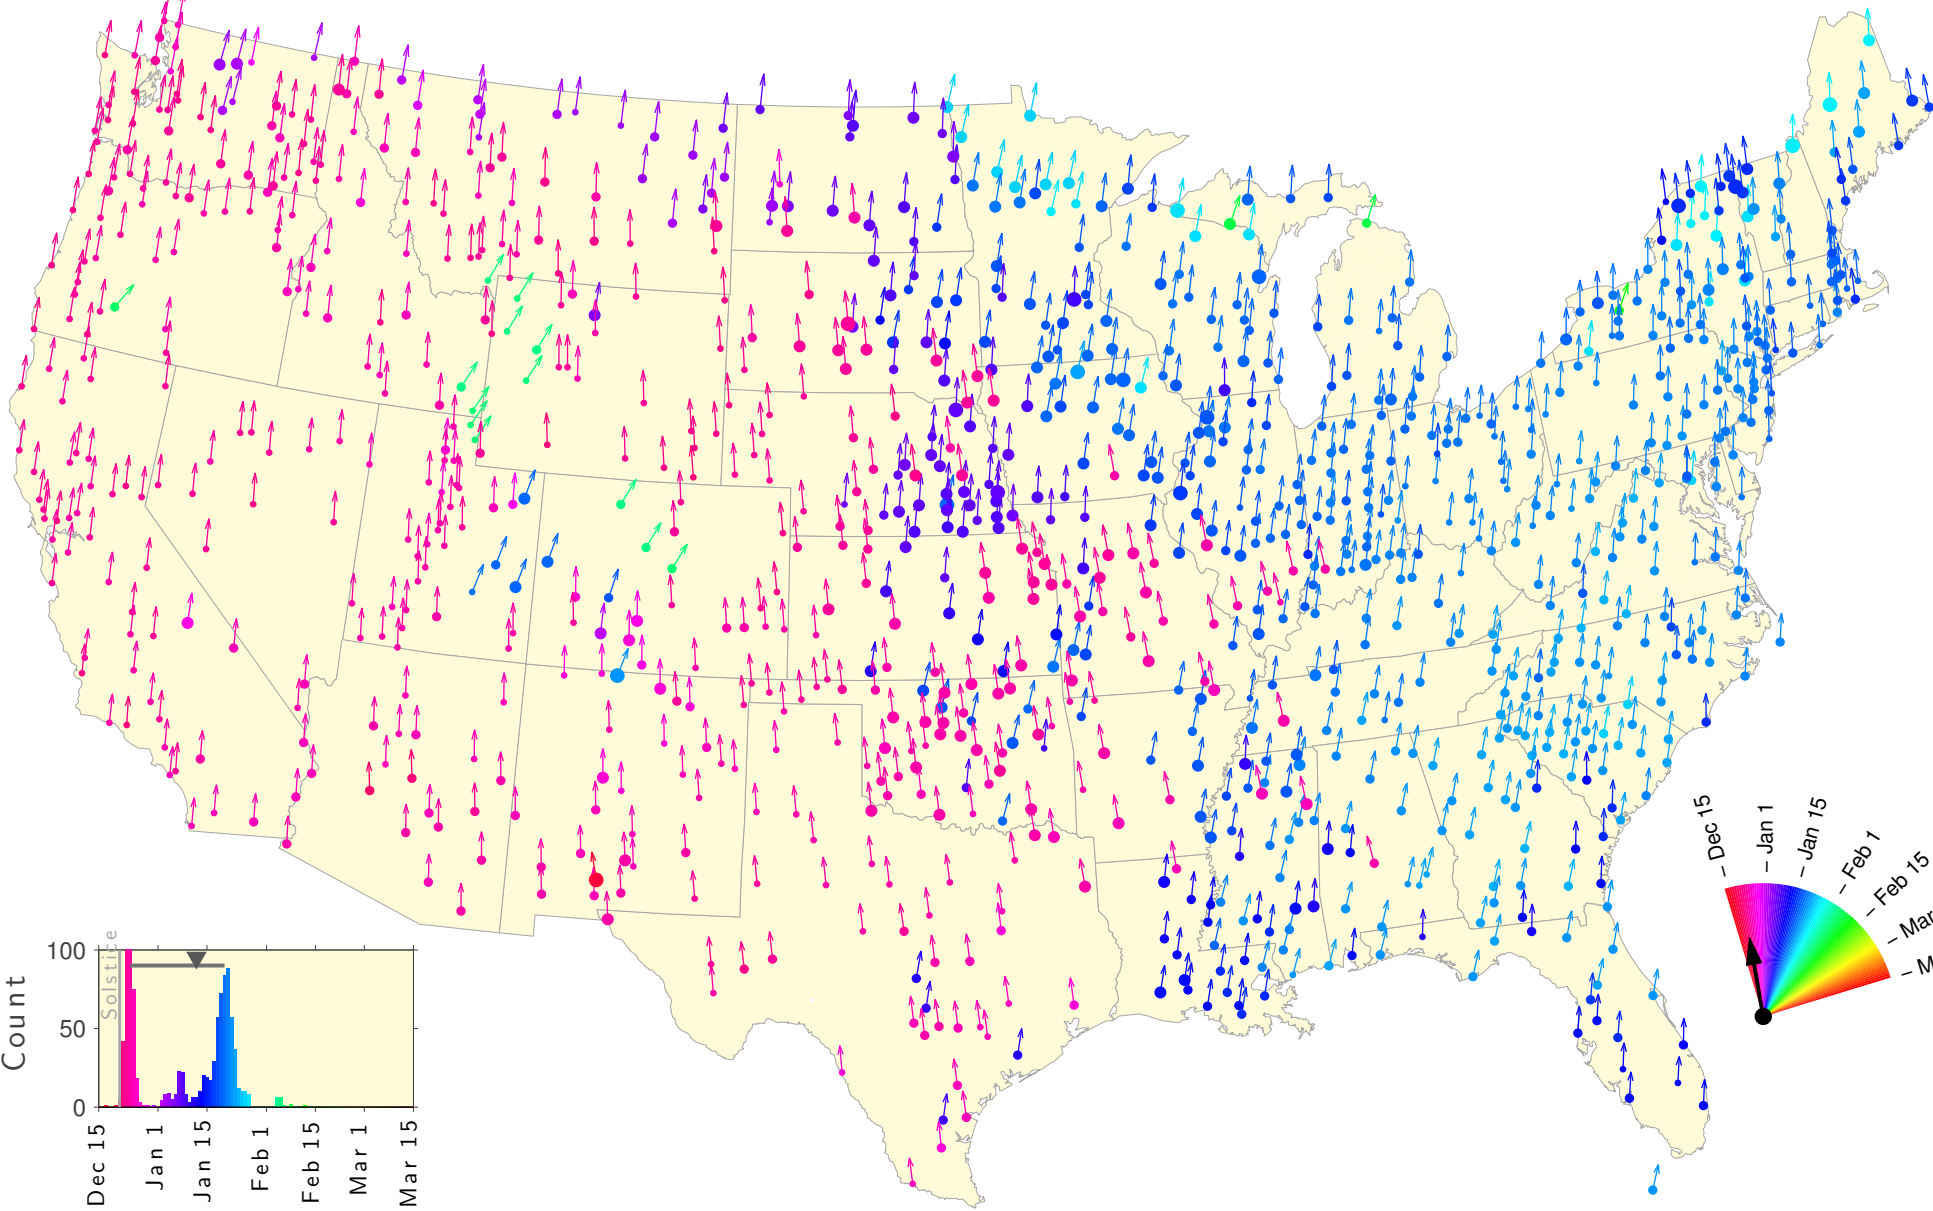 100
50
0
Count
Solstice
Dec 15
Jan 1
Jan 15
Feb 1
Feb 15
Mar 1
Mar 15
– Dec 15
– Jan 1
– Jan 15
– Feb 1
– Feb 15
– Mar
– M